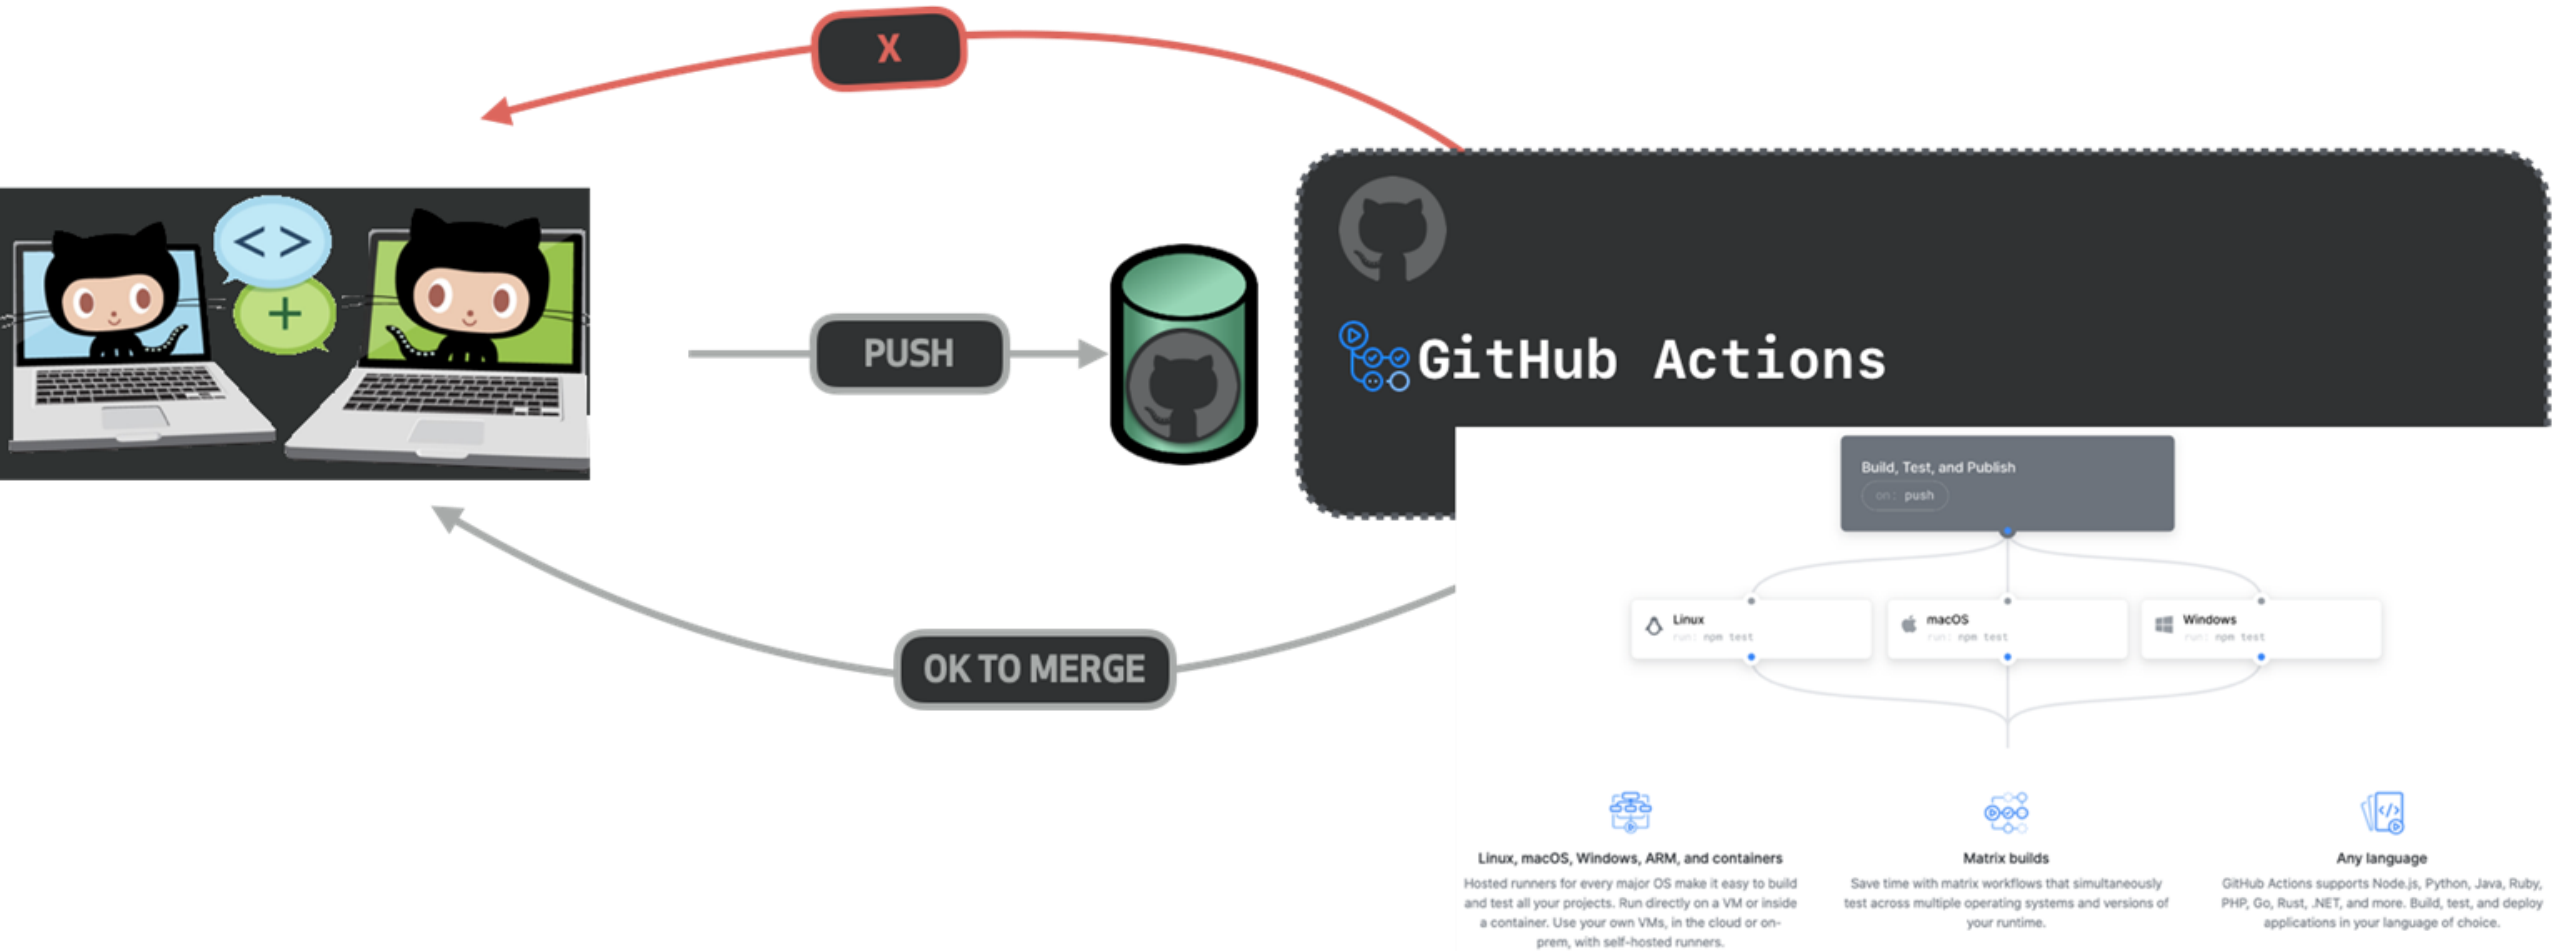 X
< >
+
PUSH
GitHub Actions
Build, Test, and Publish
on: push
Linux
run: npm test
macOS
run: npm test
Windows
run: npm test
OK TO MERGE
Linux, macOS, Windows, ARM, and containers
Hosted runners for every major OS make it easy to build
and test all your projects. Run directly on a VM or inside
a container. Use your own VMs, in the cloud or on-
prem, with self-hosted runners.
Matrix builds
Save time with matrix workflows that simultaneously
test across multiple operating systems and versions of
your runtime.
Any language
GitHub Actions supports Node.js, Python, Java, Ruby,
PHP, Go, Rust, .NET, and more. Build, test, and deploy
applications in your language of choice.